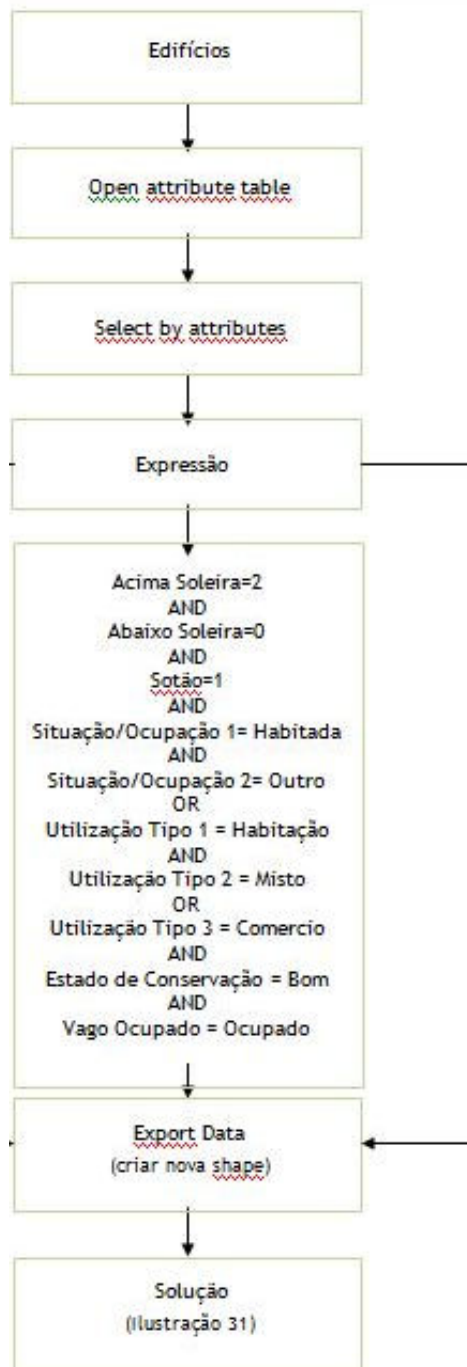 Edifícios
Open attribute table
Select by attributes
Expressão
Acima Soleira=2
AND
Abaixo Soleira=0
AND
Sotão=1
AND
Situação/Ocupação 1= Habitada
AND
Situação/Ocupação 2= Outro
OR
Utilização Tipo 1 = Habitação
AND
Utilização Tipo 2 = Misto
OR
Utilização Tipo 3 = Comercio
AND
Estado de Conservação = Bom
AND
Vago Ocupado = Ocupado
Export Data
(criar nova shape)
Solução
(Ilustração 31)